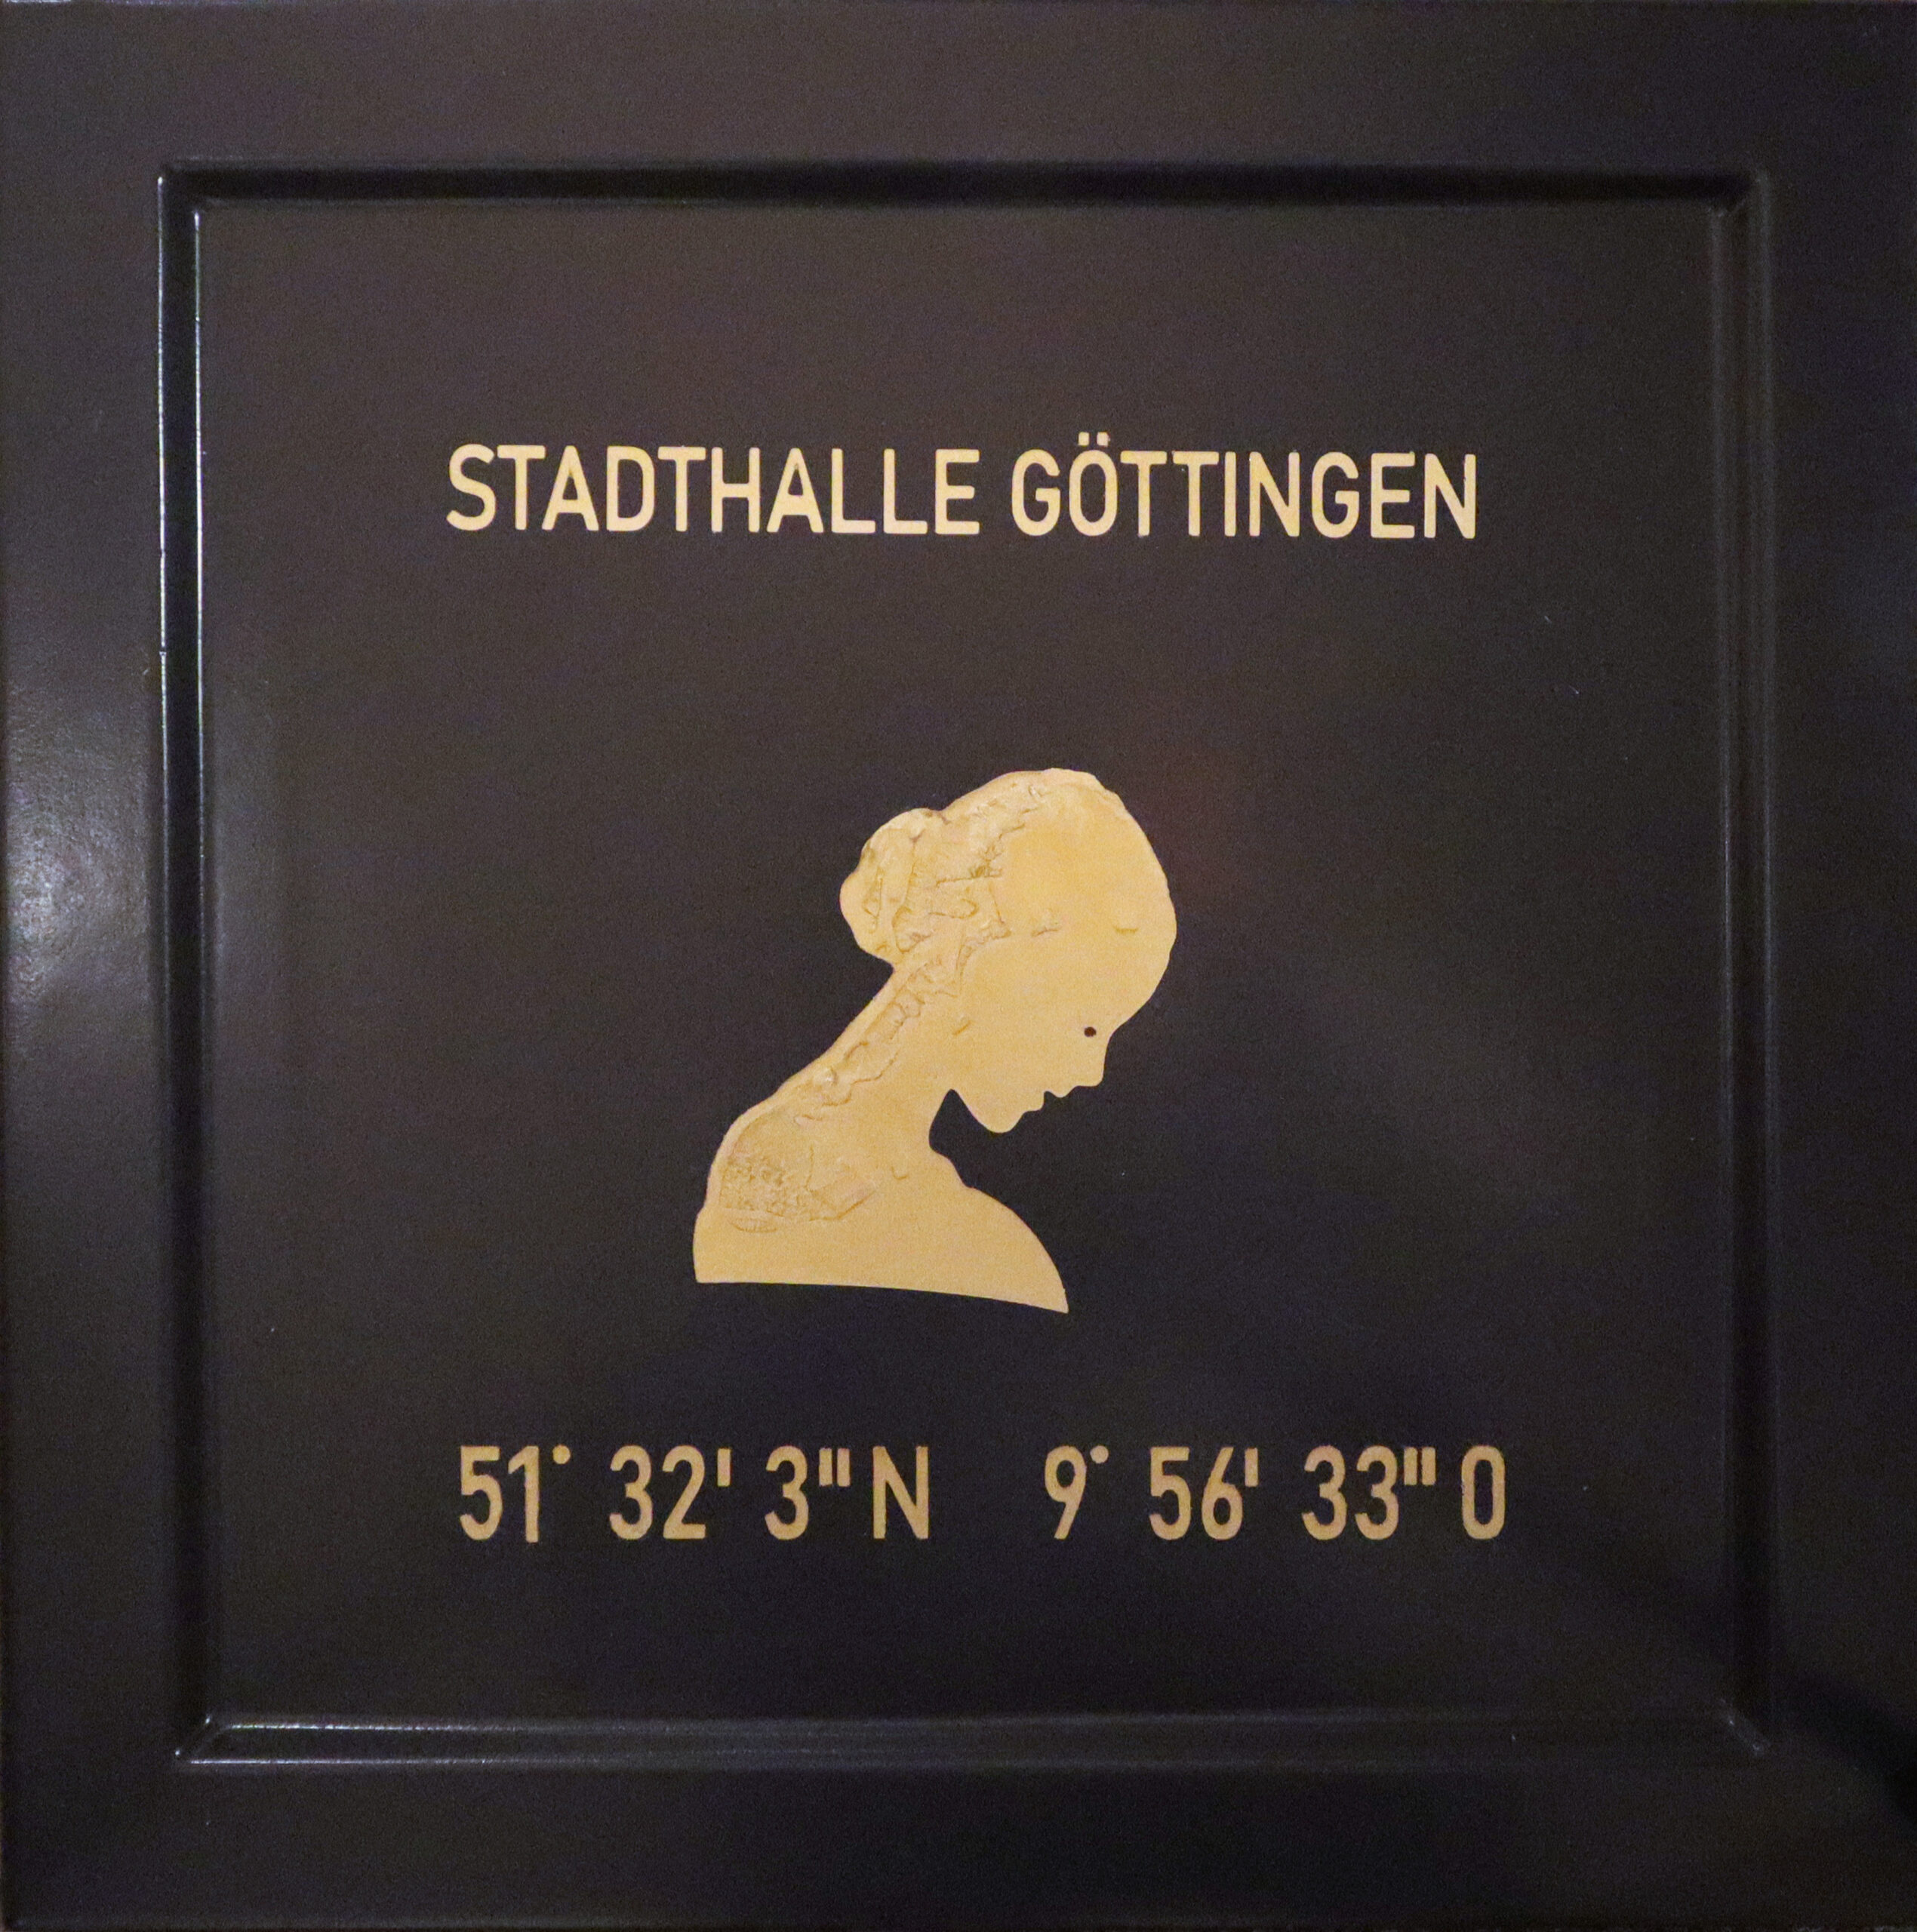 STADTHALLE GÖTTINGEN
51° 32' 3" N 9° 56' 33" O